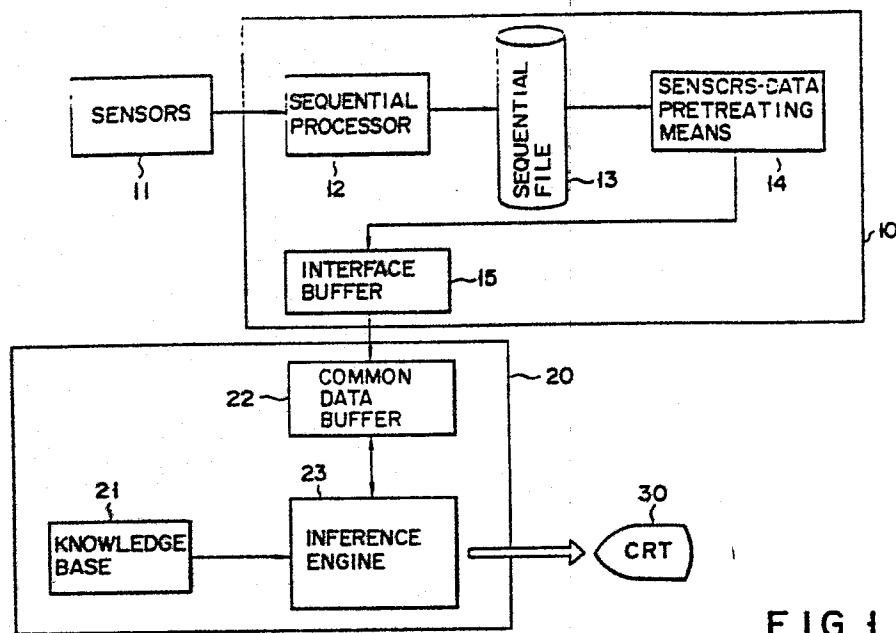 SENSORS
11
SEQUENTIAL
PROCESSOR
12
SEQUENTIAL
FILE
13
SENSCRS-DATA
PRETREATING
MEANS
14
10
INTERFACE
BUFFER
15
20
COMMON
DATA
BUFFER
22
21
KNOWLEDGE
BASE
23
INFERENCE
ENGINE
30
CRT
FIG 1